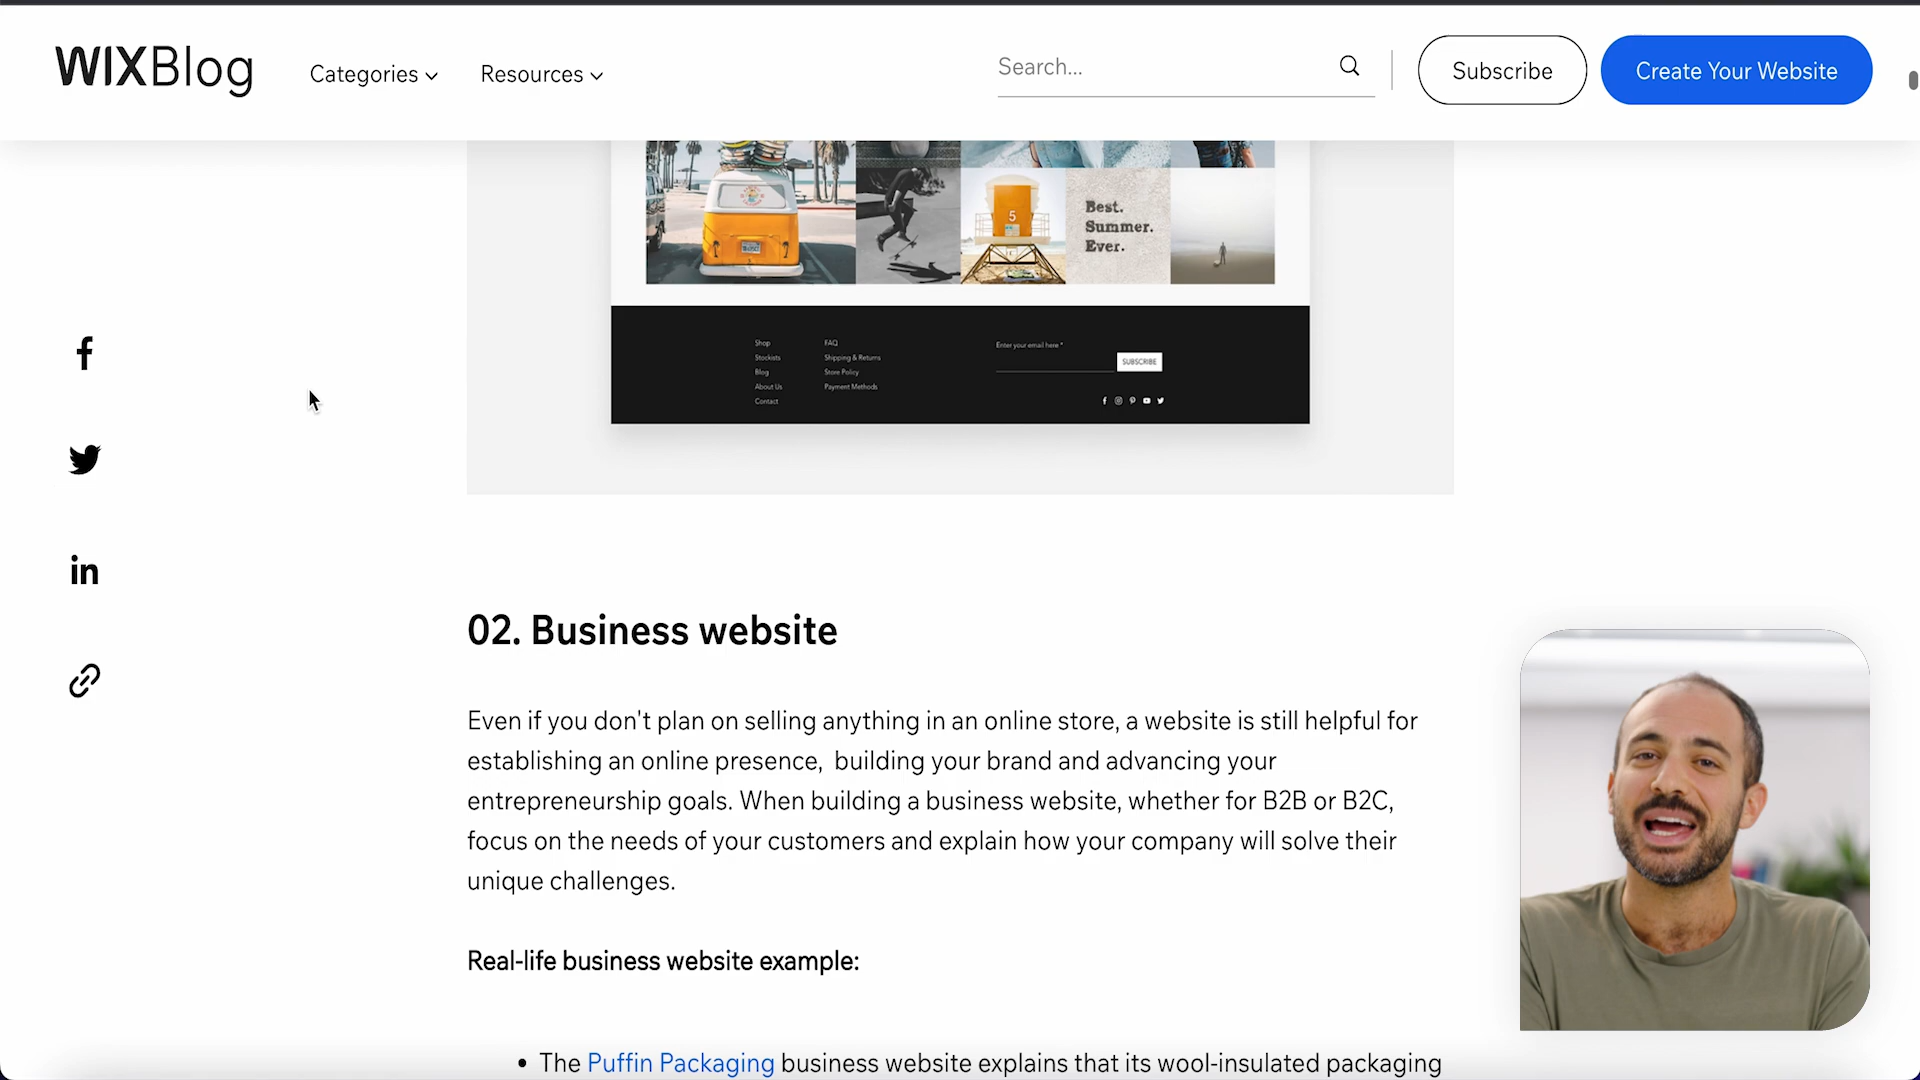 WIXBlog
Categories
Resources
Search...
Subscribe
Create Your Website
5
Best.
Summer.
Ever.
Shop
Stockists
Blog
About Us
Contact
FAQ
Shipping & Returns
Store Policy
Payment Methods
Enter your email here *
SUBSCRIBE
02. Business website
Even if you don't plan on selling anything in an online store, a website is still helpful for
establishing an online presence, building your brand and advancing your
entrepreneurship goals. When building a business website, whether for B2B or B2C,
focus on the needs of your customers and explain how your company will solve their
unique challenges.
Real-life business website example:
• The Puffin Packaging business website explains that its wool-insulated packaging